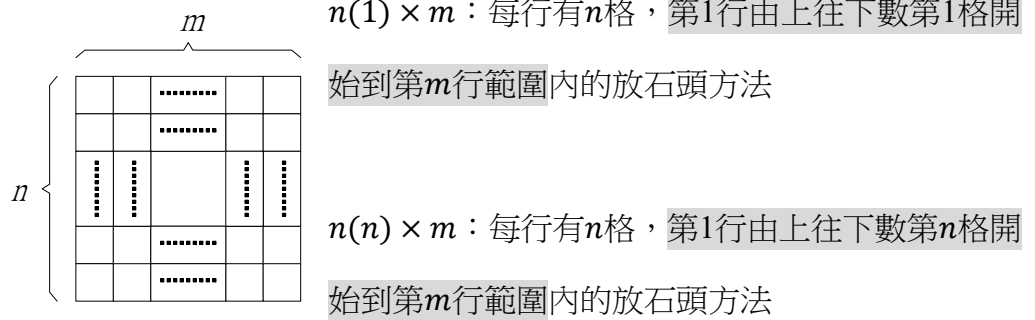 n(1) × m：每行有n格，第1行由上往下數第1格開
始到第m行範圍內的放石頭方法
m
n
n(n) × m：每行有n格，第1行由上往下數第n格開
始到第m行範圍內的放石頭方法